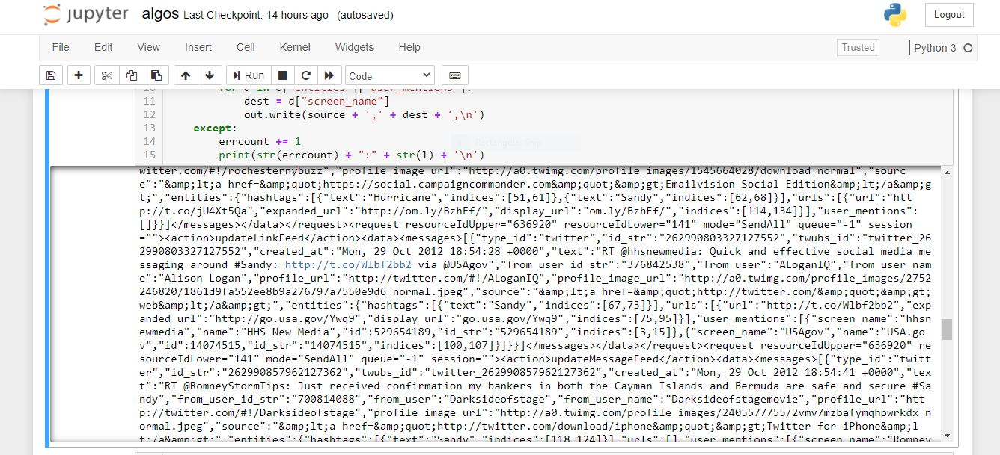 jupyter algos Last Checkpoint: 14 hours ago (autosaved)
Logout
File Edit View Insert Cell Kernel Widgets Help
Trusted Python 3
Run Code
10 for d in o["entities"]["user_mentions"]:
11 dest = d["screen_name"]
12 out.write(source + ',' + dest + ',\n')
13 except:
14 errcount += 1
15 print(str(errcount) + ":" + str(l) + '\n')
Rectangular Snip
witter.com/#!/rochesternybuzz","profile_image_url":"http://a0.twimg.com/profile_images/1545664028/download_normal","sourc
e":"&amp;lt;a href=&amp;quot;https://social.campaigncommander.com&amp;quot;&amp;gt;Emailvision Social Edition&amp;lt;/a&amp;g
t;","entities":{"hashtags":[{"text":"Hurricane","indices":[51,61]},{"text":"Sandy","indices":[62,68]}],"urls":[{"url":"htt
p://t.co/jU4Xt5Qa","expanded_url":"http://om.ly/BzhEf/","display_url":"om.ly/BzhEf/","indices":[114,134]}],"user_mentions":
[]}}]</messages></data></request><request resourceIdUpper="636920" resourceIdLower="141" mode="SendAll" queue="-1" session
=""><action>updateLinkFeed</action><data><messages>[{"type_id":"twitter","id_str":"262990803327127552","twubs_id":"twitter_26
2990803327127552","created_at":"Mon, 29 Oct 2012 18:54:28 +0000","text":"RT @hhsnewmedia: Quick and effective social media me
ssaging around #Sandy: http://t.co/Wlbf2bb2 via @USAgov","from_user_id_str":"376842538","from_user":"ALoganIQ","from_user_nam
e":"Alison Logan","profile_url":"http://twitter.com/#!/ALoganIQ","profile_image_url":"http://a0.twimg.com/profile_images/2752
246820/1861d9fa552ee8b9a276797a7550e9d6_normal.jpeg","source":"&amp;lt;a href=&amp;quot;http://twitter.com/&amp;quot;&amp;gt;
web&amp;lt;/a&amp;gt;","entities":{"hashtags":[{"text":"Sandy","indices":[67,73]}],"urls":[{"url":"http://t.co/Wlbf2bb2","exp
anded_url":"http://go.usa.gov/Ywq9","display_url":"go.usa.gov/Ywq9","indices":[75,95]}],"user_mentions":[{"screen_name":"hhsn
ewmedia","name":"HHS New Media","id":529654189,"id_str":"529654189","indices":[3,15]},{"screen_name":"USAgov","name":"USA.go
v","id":14074515,"id_str":"14074515","indices":[100,107]}]}}]</messages></data></request><request resourceIdUpper="636920" re
sourceIdLower="141" mode="SendAll" queue="-1" session=""><action>updateMessageFeed</action><data><messages>[{"type_id":"twitt
er","id_str":"262990857962127362","twubs_id":"twitter_262990857962127362","created_at":"Mon, 29 Oct 2012 18:54:41 +0000","tex
t":"RT @RomneyStormTips: Just received confirmation my bankers in both the Cayman Islands and Bermuda are safe and secure #Sa
ndy","from_user_id_str":"700814088","from_user":"Darksideofstage","from_user_name":"Darksideofstagemovie","profile_url":"htt
p://twitter.com/#!/Darksideofstage","profile_image_url":"http://a0.twimg.com/profile_images/2405577755/2vmv7mzbafymqhpwrkdx_n
ormal.jpeg","source":"&amp;lt;a href=&amp;quot;http://twitter.com/download/iphone&amp;quot;&amp;gt;Twitter for iPhone&amp;l
t;/a&amp;gt;","entities":{"hashtags":[{"text":"Sandy","indices":[118,124]}],"urls":[],"user_mentions":[{"screen_name":"Romney